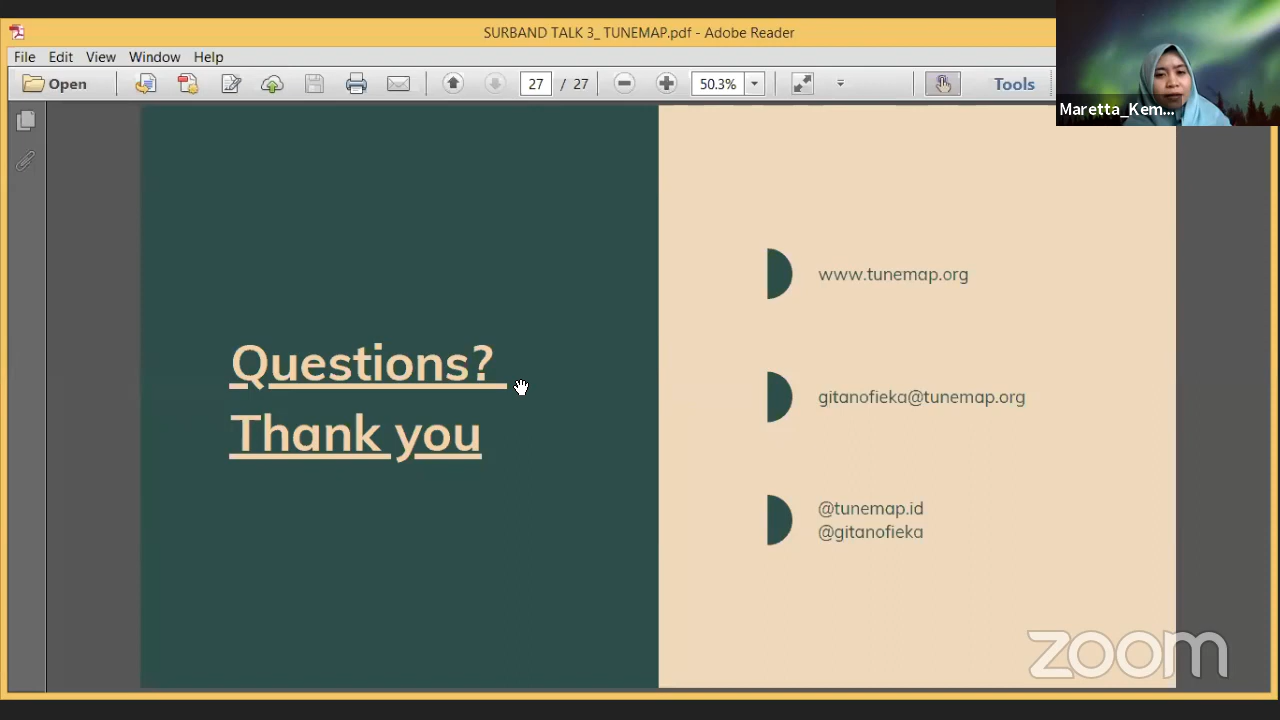 SURBAND TALK 3_ TUNEMAP.pdf - Adobe Reader
File Edit View Window Help
Open 27 / 27 50.3% Tools
Maretta_Kem...
Questions?
Thank you
www.tunemap.org
gitanofieka@tunemap.org
@tunemap.id
@gitanofieka
zoom